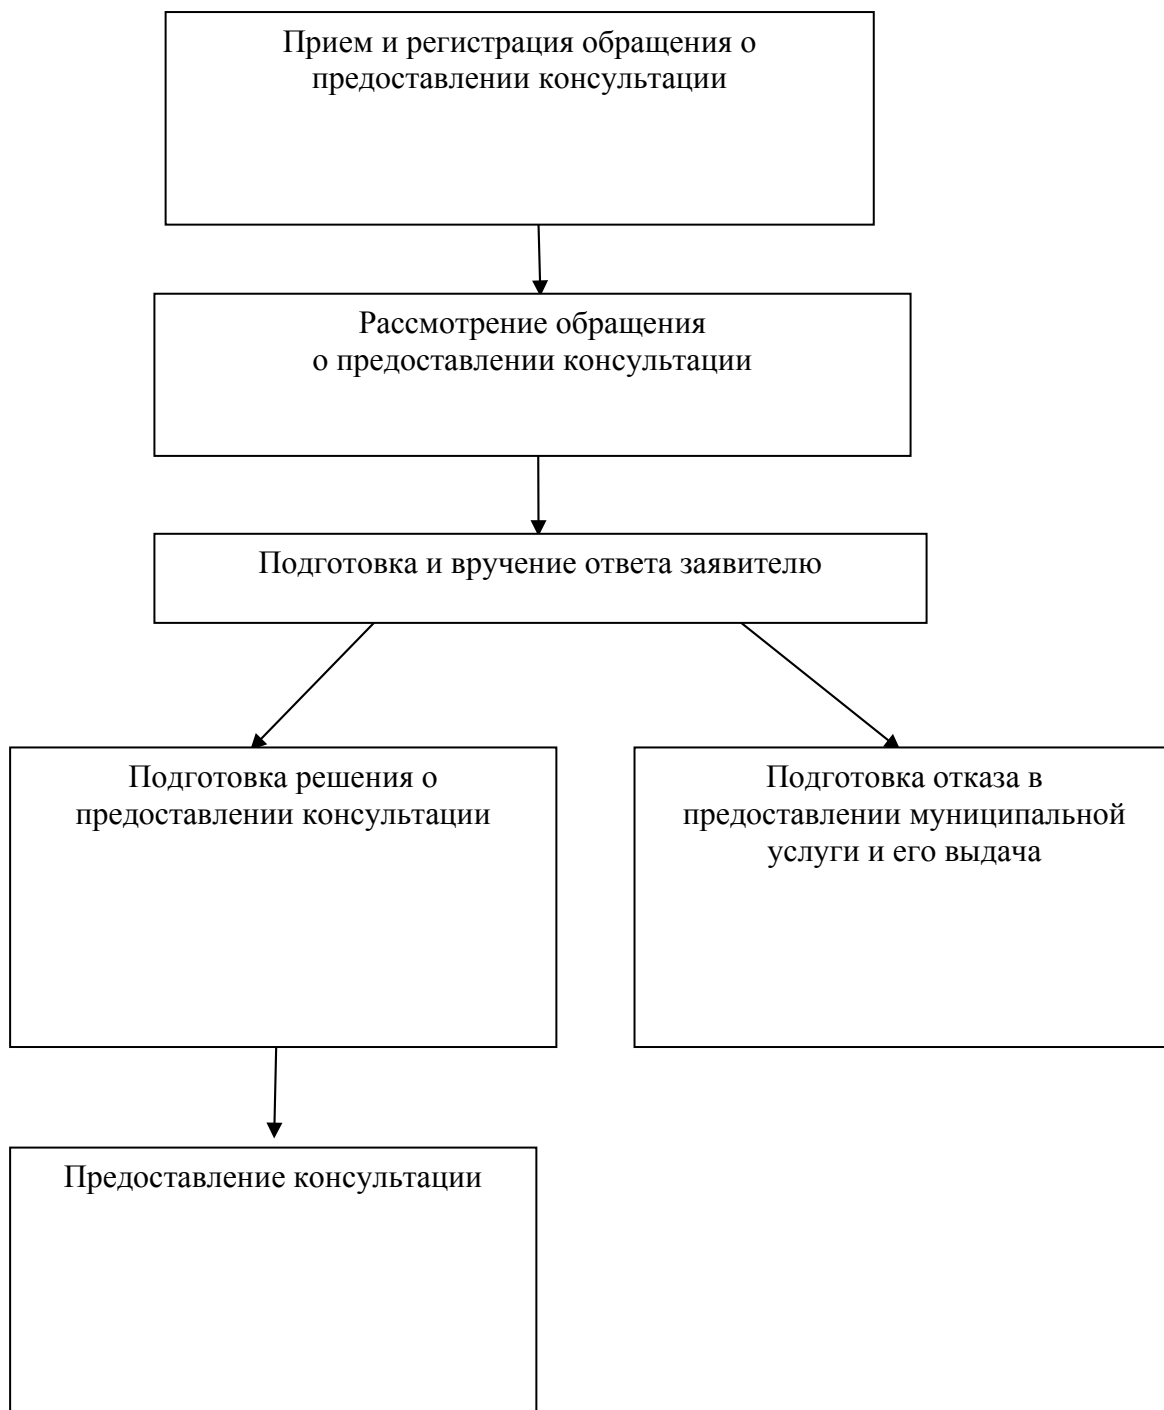 Прием и регистрация обращения о
предоставлении консультации
Рассмотрение обращения
о предоставлении консультации
Подготовка и вручение ответа заявителю
Подготовка решения о
предоставлении консультации
Подготовка отказа в
предоставлении муниципальной
услуги и его выдача
Предоставление консультации